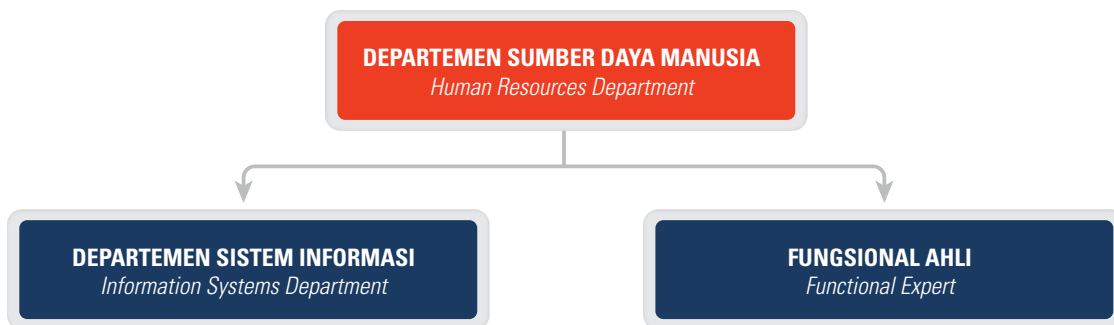 DEPARTEMEN SUMBER DAYA MANUSIA
Human Resources Department
DEPARTEMEN SISTEM INFORMASI
Information Systems Department
FUNGSIONAL AHLI
Functional Expert